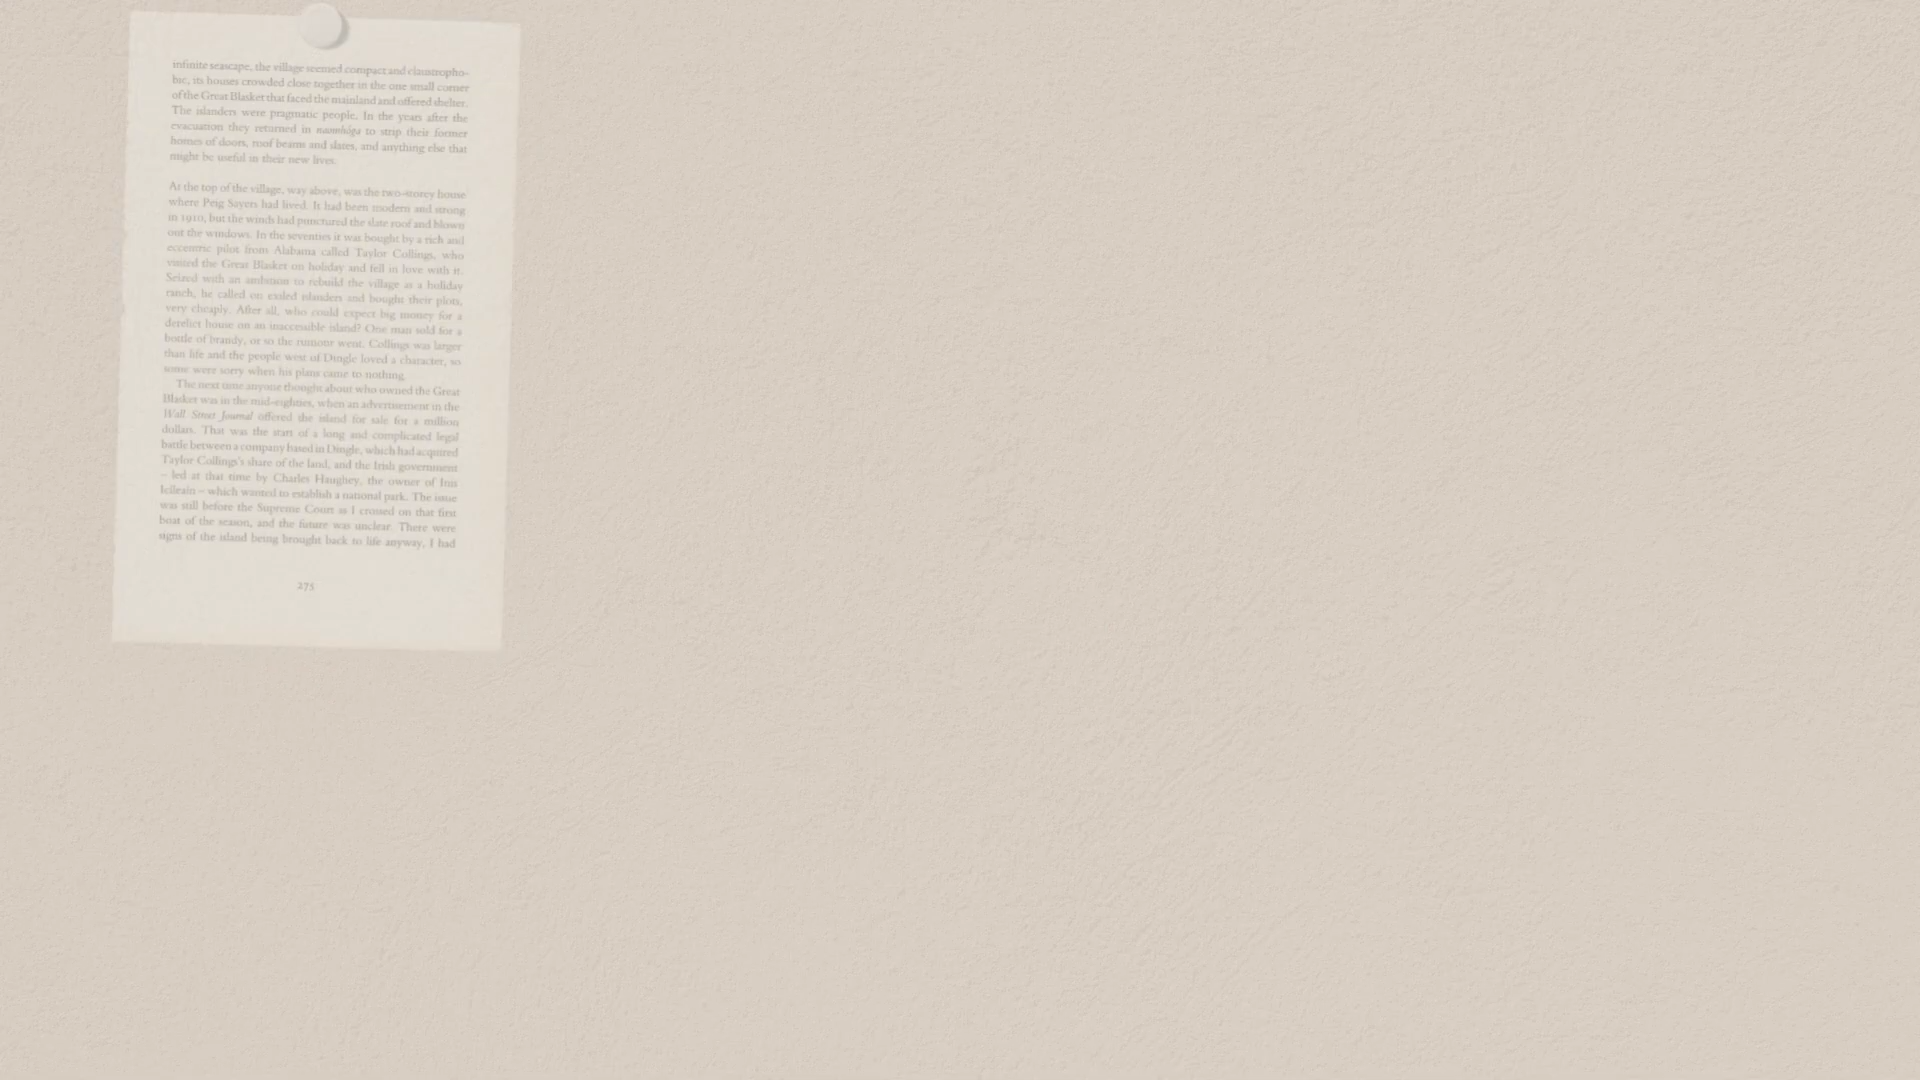 infinite seascape, the village seemed compact and claustropho-
bic, its houses crowded close together in the one small corner
of the Great Blasket that faced the mainland and offered shelter.
The islanders were pragmatic people. In the years after the
evacuation they returned in naomhóga to strip their former
homes of doors, roof beams and slates, and anything else that
might be useful in their new lives.
At the top of the village, way above, was the two-storey house
where Peig Sayers had lived. It had been modern and strong
in 1910, but the winds had punctured the slate roof and blown
out the windows. In the seventies it was bought by a rich and
eccentric pilot from Alabama called Taylor Collings, who
visited the Great Blasket on holiday and fell in love with it.
Seized with an ambition to rebuild the village as a holiday
ranch, he called on exiled islanders and bought their plots,
very cheaply. After all, who could expect big money for a
derelict house on an inaccessible island? One man sold for a
bottle of brandy, or so the rumour went. Collings was larger
than life and the people west of Dingle loved a character, so
some were sorry when his plans came to nothing.
The next time anyone thought about who owned the Great
Blasket was in the mid-eighties, when an advertisement in the
Wall Street Journal offered the island for sale for a million
dollars. That was the start of a long and complicated legal
battle between a company based in Dingle, which had acquired
Taylor Collings's share of the land, and the Irish government
– led at that time by Charles Haughey, the owner of Inis
Icileain – which wanted to establish a national park. The issue
was still before the Supreme Court as I crossed on that first
boat of the season, and the future was unclear. There were
signs of the island being brought back to life anyway. I had
275